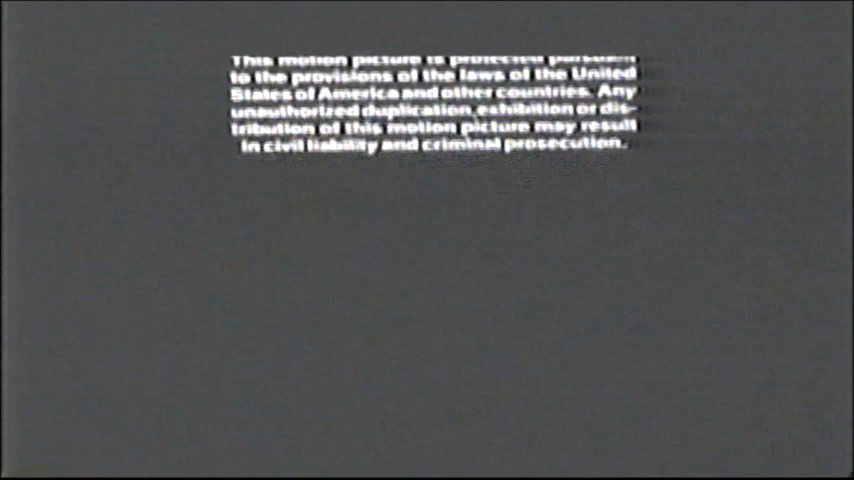 This motion picture is protected pursuant
to the provisions of the laws of the United
States of America and other countries. Any
unauthorized duplication, exhibition or dis-
tribution of this motion picture may result
in civil liability and criminal prosecution.